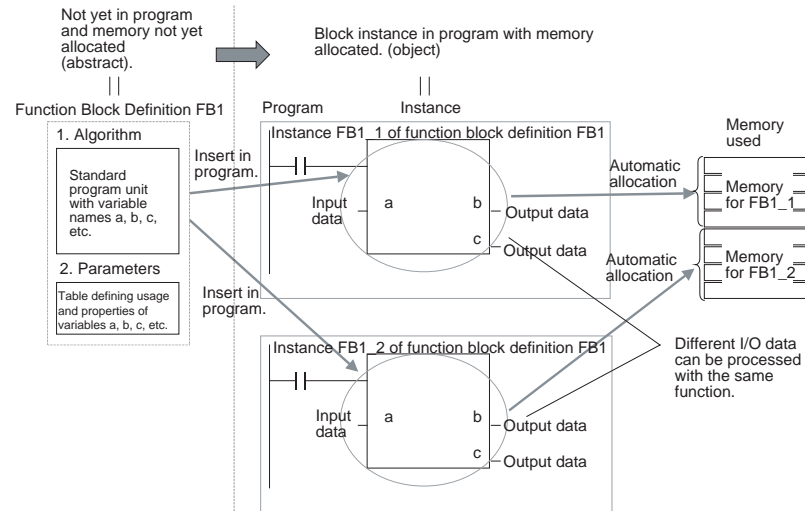 Not yet in program
and memory not yet
allocated
(abstract).
Block instance in program with memory
allocated. (object)
Function Block Definition FB1
Program
Instance
1. Algorithm
Standard
program unit
with variable
names a, b, c,
etc.
2. Parameters
Table defining usage
and properties of
variables a, b, c, etc.
Insert in
program.
Insert in
program.
Instance FB1_1 of function block definition FB1
Input
data
a
b
Output data
c
Output data
Automatic
allocation
Memory
used
Memory
for FB1_1
Automatic
allocation
Memory
for FB1_2
Instance FB1_2 of function block definition FB1
Input
data
a
b
Output data
c
Output data
Different I/O data
can be processed
with the same
function.